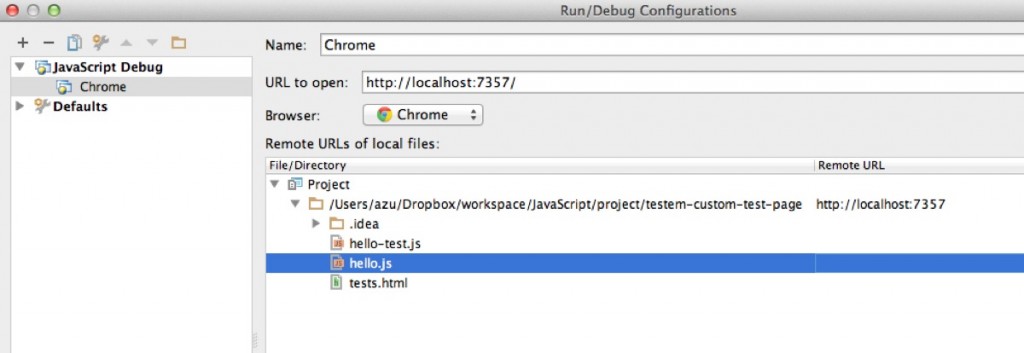 Run/Debug Configurations
JavaScript Debug
Chrome
Defaults
Name: Chrome
URL to open: http://localhost:7357/
Browser: Chrome
Remote URLs of local files:
File/Directory Remote URL
Project
/Users/azu/Dropbox/workspace/JavaScript/project/testem-custom-test-page http://localhost:7357
.idea
hello-test.js
hello.js
tests.html